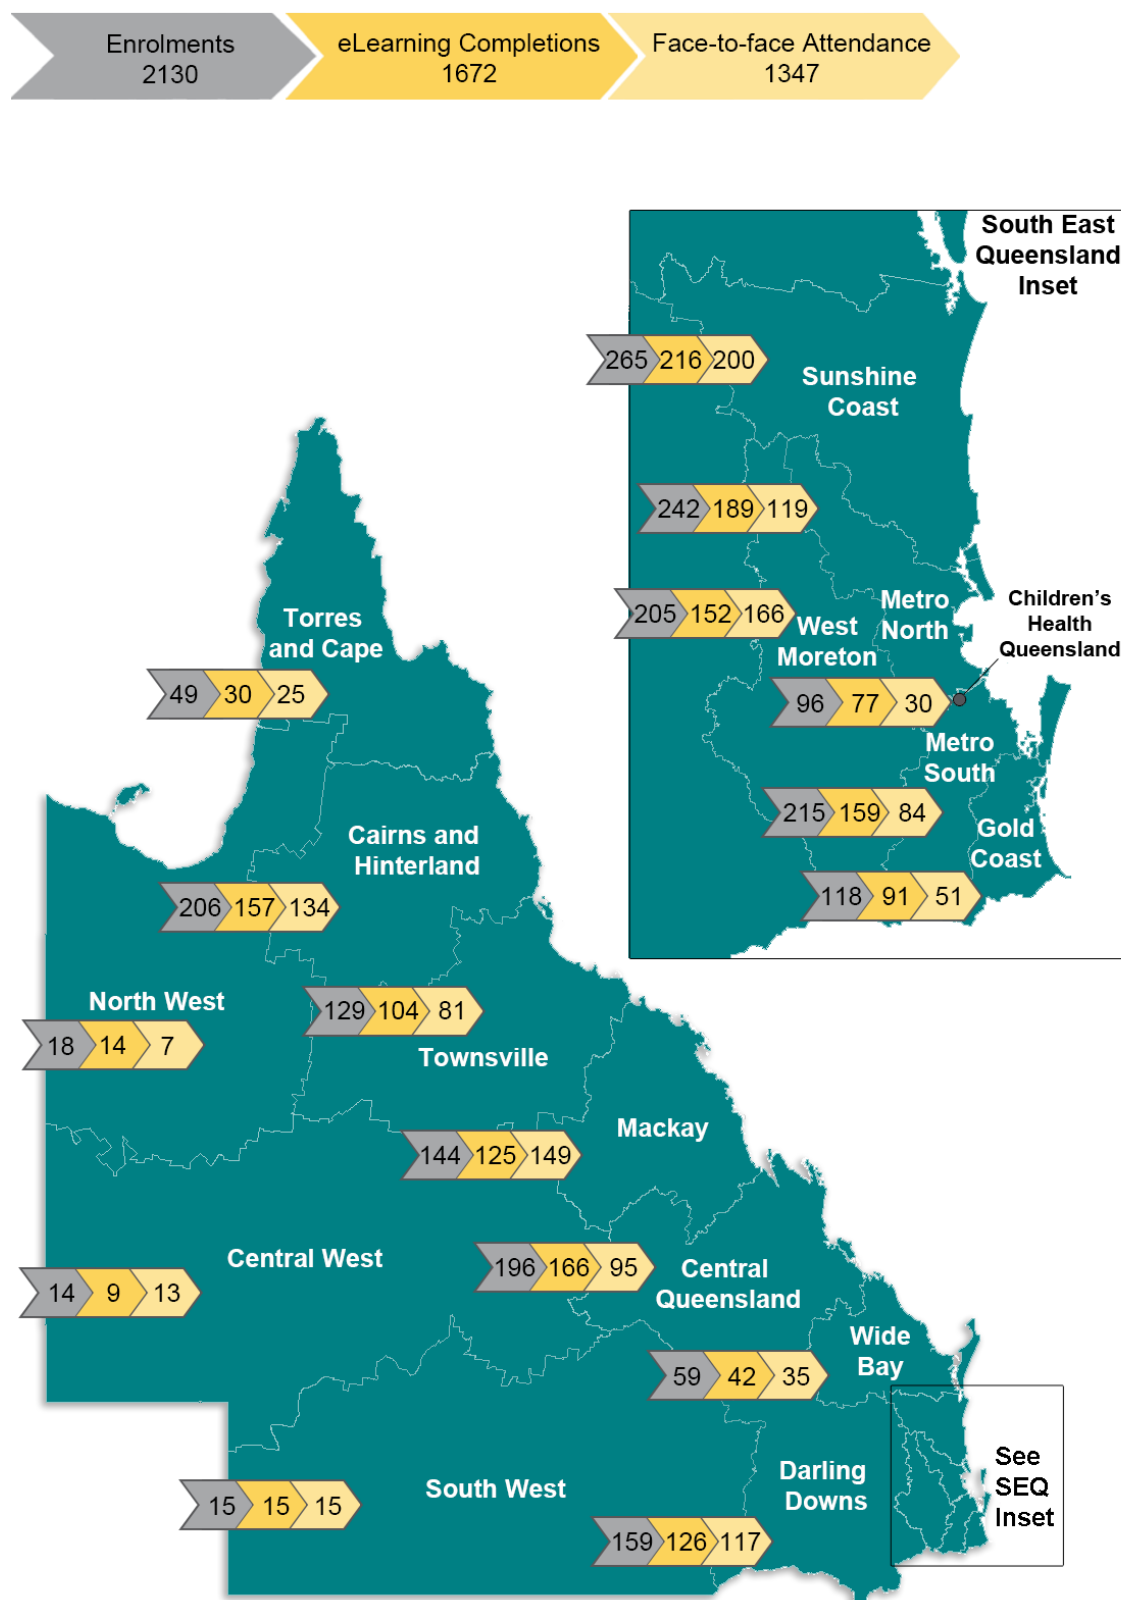 Enrolments
2130
eLearning Completions
1672
Face-to-face Attendance
1347
South East
Queensland
Inset
265 216 200
Sunshine
Coast
242 189 119
205 152 166
Metro
North
West
Moreton
Children's
Health
Queensland
96 77 30
Metro
South
215 159 84
Gold
Coast
118 91 51
Torres
and Cape
49 30 25
Cairns and
Hinterland
206 157 134
North West
18 14 7
129 104 81
Townsville
Mackay
144 125 149
Central West
14 9 13
196 166 95
Central
Queensland
Wide
Bay
59 42 35
South West
15 15 15
Darling
Downs
159 126 117
See
SEQ
Inset